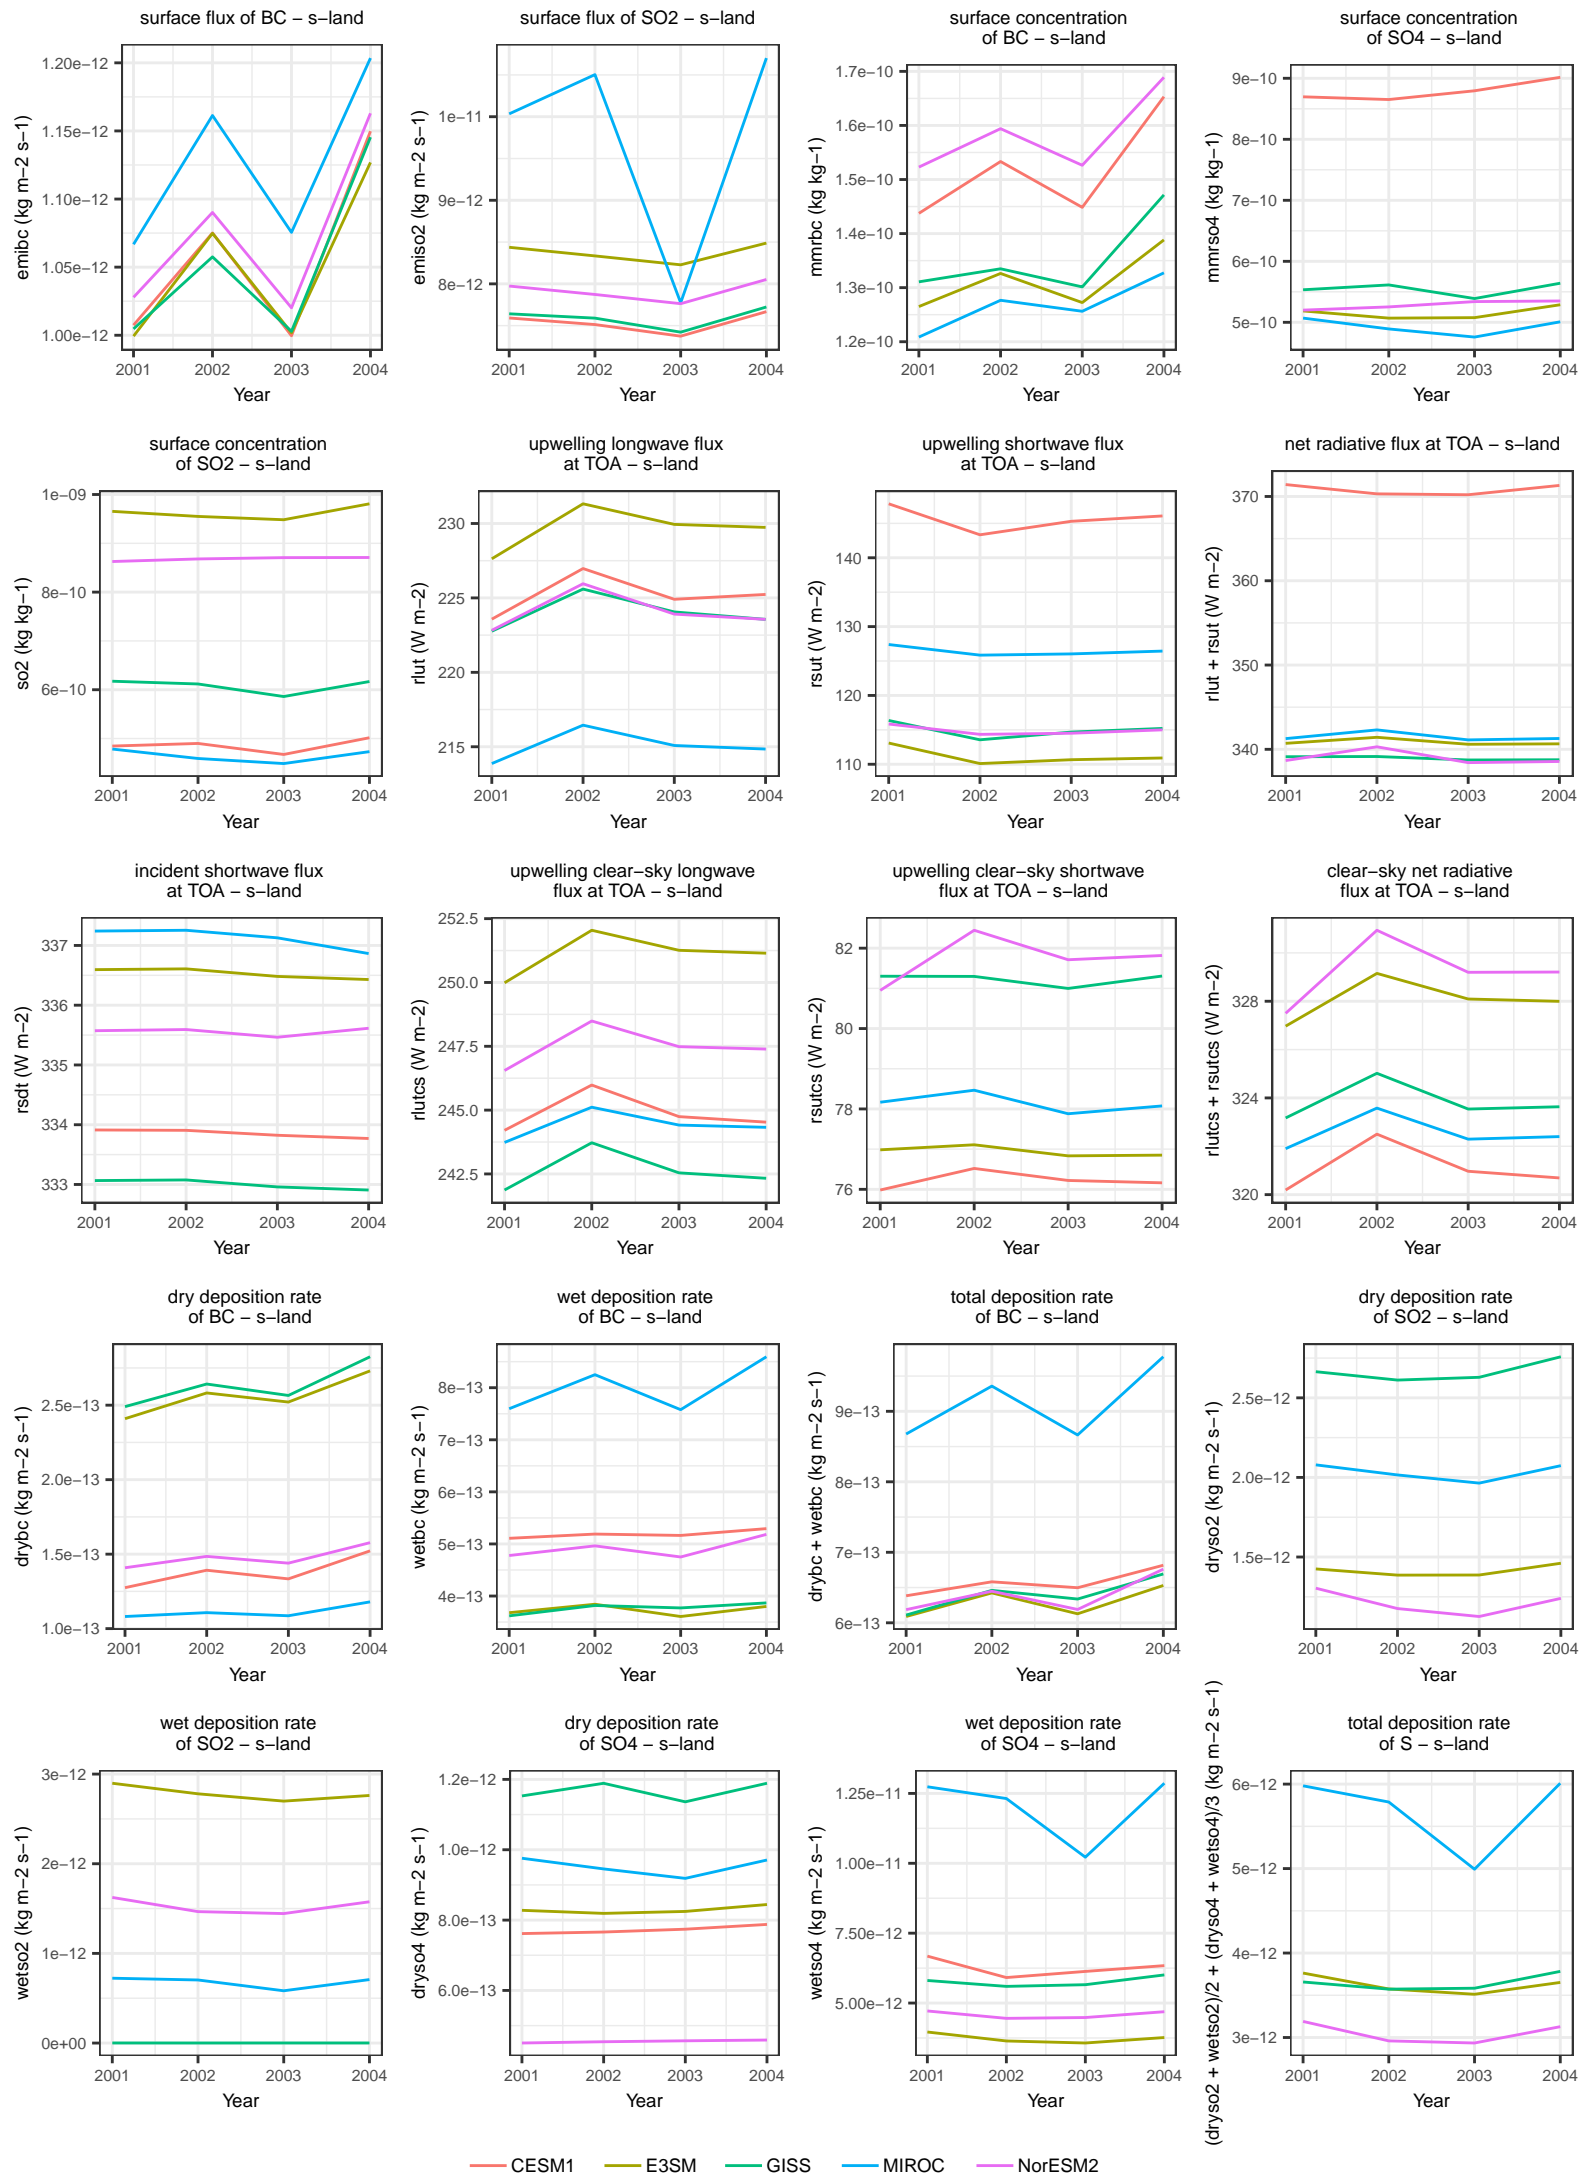 surface flux of BC − s−land
1.20e−12
1.15e−12
1.10e−12
1.05e−12
1.00e−12
emibc (kg m−2 s−1)
2001 2002 2003 2004
Year
surface flux of SO2 − s−land
1e−11
9e−12
8e−12
emiso2 (kg m−2 s−1)
2001 2002 2003 2004
Year
surface concentration
of BC − s−land
1.7e−10
1.6e−10
1.5e−10
1.4e−10
1.3e−10
1.2e−10
mmrbc (kg kg−1)
2001 2002 2003 2004
Year
surface concentration
of SO4 − s−land
9e−10
8e−10
7e−10
6e−10
5e−10
mmrso4 (kg kg−1)
2001 2002 2003 2004
Year
surface concentration
of SO2 − s−land
1e−09
8e−10
6e−10
so2 (kg kg−1)
2001 2002 2003 2004
Year
upwelling longwave flux
at TOA − s−land
230
225
220
215
rlut (W m−2)
2001 2002 2003 2004
Year
upwelling shortwave flux
at TOA − s−land
140
130
120
110
rsut (W m−2)
2001 2002 2003 2004
Year
net radiative flux at TOA − s−land
370
360
350
340
rlut + rsut (W m−2)
2001 2002 2003 2004
Year
incident shortwave flux
at TOA − s−land
337
336
335
334
333
rsdt (W m−2)
2001 2002 2003 2004
Year
upwelling clear−sky longwave
flux at TOA − s−land
252.5
250.0
247.5
245.0
242.5
rlutcs (W m−2)
2001 2002 2003 2004
Year
upwelling clear−sky shortwave
flux at TOA − s−land
82
80
78
76
rsutcs (W m−2)
2001 2002 2003 2004
Year
clear−sky net radiative
flux at TOA − s−land
328
324
320
rlutcs + rsutcs (W m−2)
2001 2002 2003 2004
Year
dry deposition rate
of BC − s−land
2.5e−13
2.0e−13
1.5e−13
1.0e−13
drybc (kg m−2 s−1)
2001 2002 2003 2004
Year
wet deposition rate
of BC − s−land
8e−13
7e−13
6e−13
5e−13
4e−13
wetbc (kg m−2 s−1)
2001 2002 2003 2004
Year
total deposition rate
of BC − s−land
9e−13
8e−13
7e−13
6e−13
drybc + wetbc (kg m−2 s−1)
2001 2002 2003 2004
Year
dry deposition rate
of SO2 − s−land
2.5e−12
2.0e−12
1.5e−12
dryso2 (kg m−2 s−1)
2001 2002 2003 2004
Year
wet deposition rate
of SO2 − s−land
3e−12
2e−12
1e−12
0e+00
wetso2 (kg m−2 s−1)
2001 2002 2003 2004
Year
dry deposition rate
of SO4 − s−land
1.2e−12
1.0e−12
8.0e−13
6.0e−13
dryso4 (kg m−2 s−1)
2001 2002 2003 2004
Year
wet deposition rate
of SO4 − s−land
1.25e−11
1.00e−11
7.50e−12
5.00e−12
wetso4 (kg m−2 s−1)
2001 2002 2003 2004
Year
total deposition rate
of S − s−land
6e−12
5e−12
4e−12
3e−12
(dryso2 + wetso2)/2 + (dryso4 + wetso4)/3 (kg m−2 s−1)
2001 2002 2003 2004
Year
CESM1 E3SM GISS MIROC NorESM2